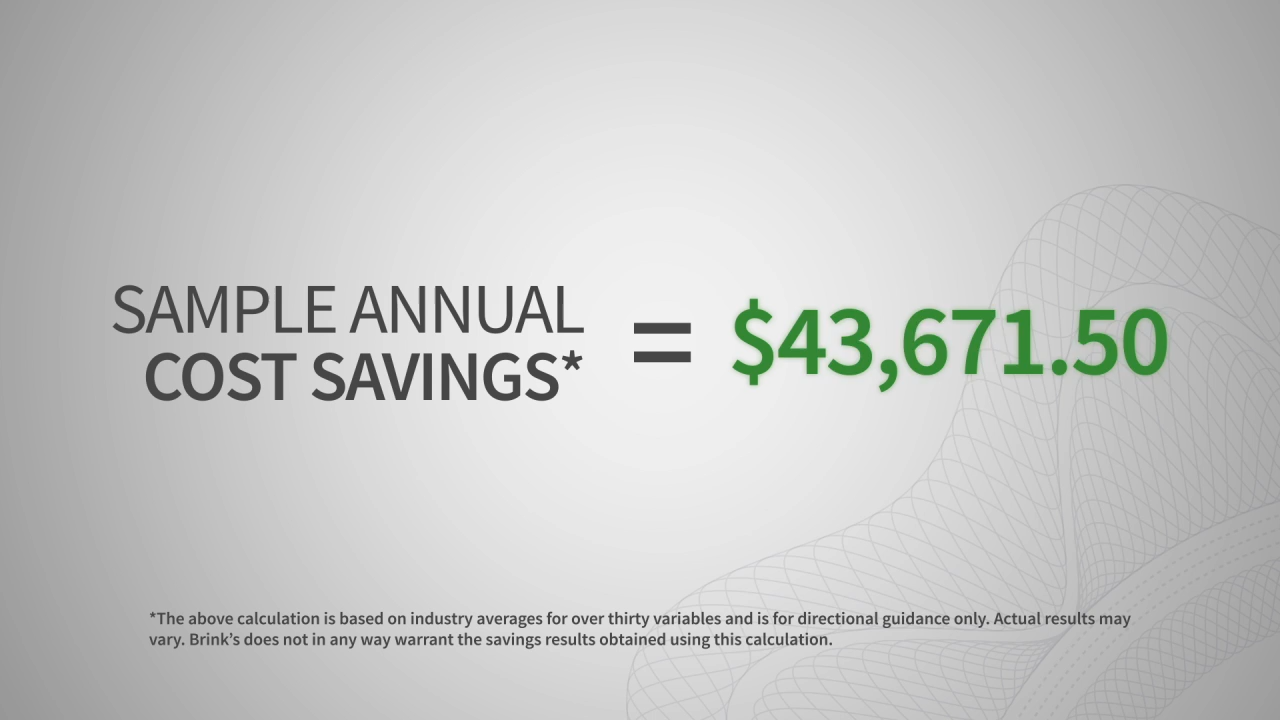 SAMPLE ANNUAL
COST SAVINGS*
= $43,671.50
*The above calculation is based on industry averages for over thirty variables and is for directional guidance only. Actual results may
vary. Brink’s does not in any way warrant the savings results obtained using this calculation.